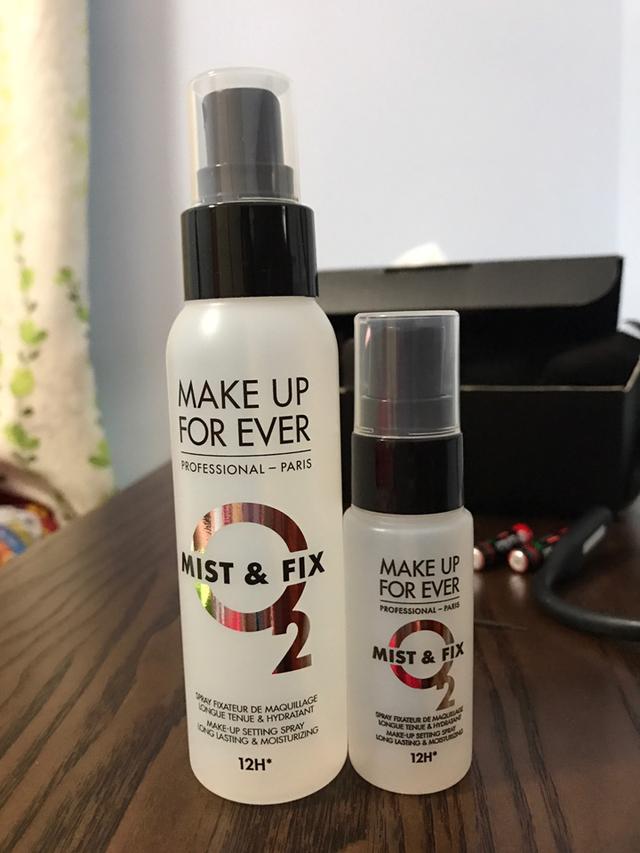 MAKE UP
FOR EVER
PROFESSIONAL – PARIS
O2
MIST & FIX
SPRAY FIXATEUR DE MAQUILLAGE
LONGUE TENUE & HYDRATANT
MAKE-UP SETTING SPRAY
LONG LASTING & MOISTURIZING
12H*
MAKE UP
FOR EVER
PROFESSIONAL – PARIS
O2
MIST & FIX
SPRAY FIXATEUR DE MAQUILLAGE
LONGUE TENUE & HYDRATANT
MAKE-UP SETTING SPRAY
LONG LASTING & MOISTURIZING
12H*